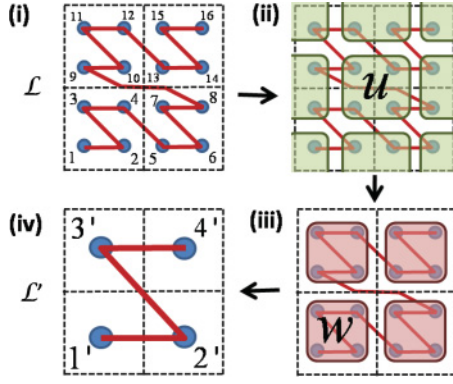 (i)
11 12 15 16
9 10 13 14
ℒ
3 4 7 8
1 2 5 6
(ii)
u
(iv)
3' 4'
ℒ'
1' 2'
(iii)
w